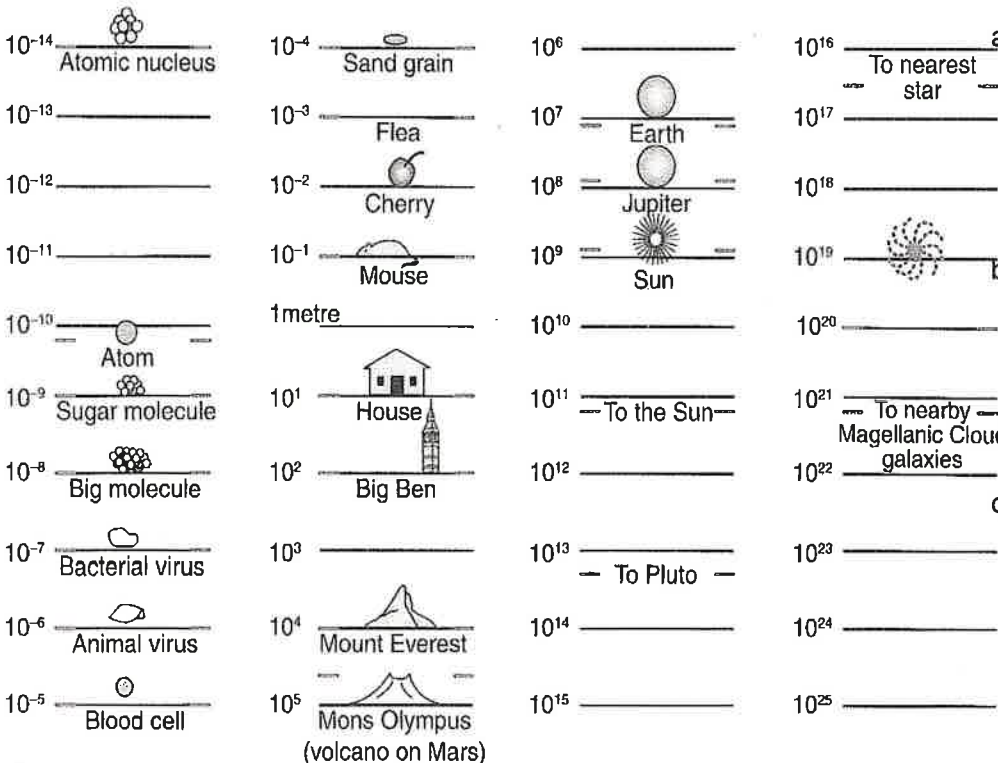 10⁻¹⁴
Atomic nucleus
10⁻¹³
10⁻¹²
10⁻¹¹
10⁻¹⁰
Atom
10⁻⁹
Sugar molecule
10⁻⁸
Big molecule
10⁻⁷
Bacterial virus
10⁻⁶
Animal virus
10⁻⁵
Blood cell
10⁻⁴
Sand grain
10⁻³
Flea
10⁻²
Cherry
10⁻¹
Mouse
1metre
10¹
House
10²
Big Ben
10³
10⁴
Mount Everest
10⁵
Mons Olympus
(volcano on Mars)
10⁶
10⁷
Earth
10⁸
Jupiter
10⁹
Sun
10¹⁰
10¹¹
To the Sun
10¹²
10¹³
To Pluto
10¹⁴
10¹⁵
10¹⁶
To nearest
star
10¹⁷
10¹⁸
10¹⁹
10²⁰
10²¹
To nearby
Magellanic Cloud
galaxies
10²²
10²³
10²⁴
10²⁵
a
b